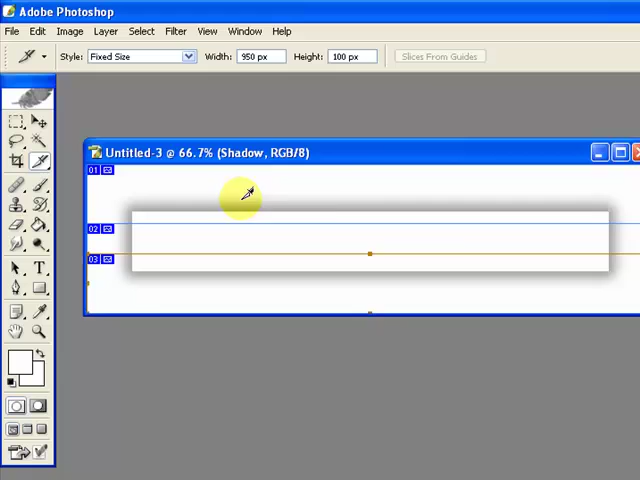 Adobe Photoshop
File Edit Image Layer Select Filter View Window Help
Style: Fixed Size Width: 950 px Height: 100 px Slices From Guides
Untitled-3 @ 66.7% (Shadow, RGB/8)
01
02
03
T